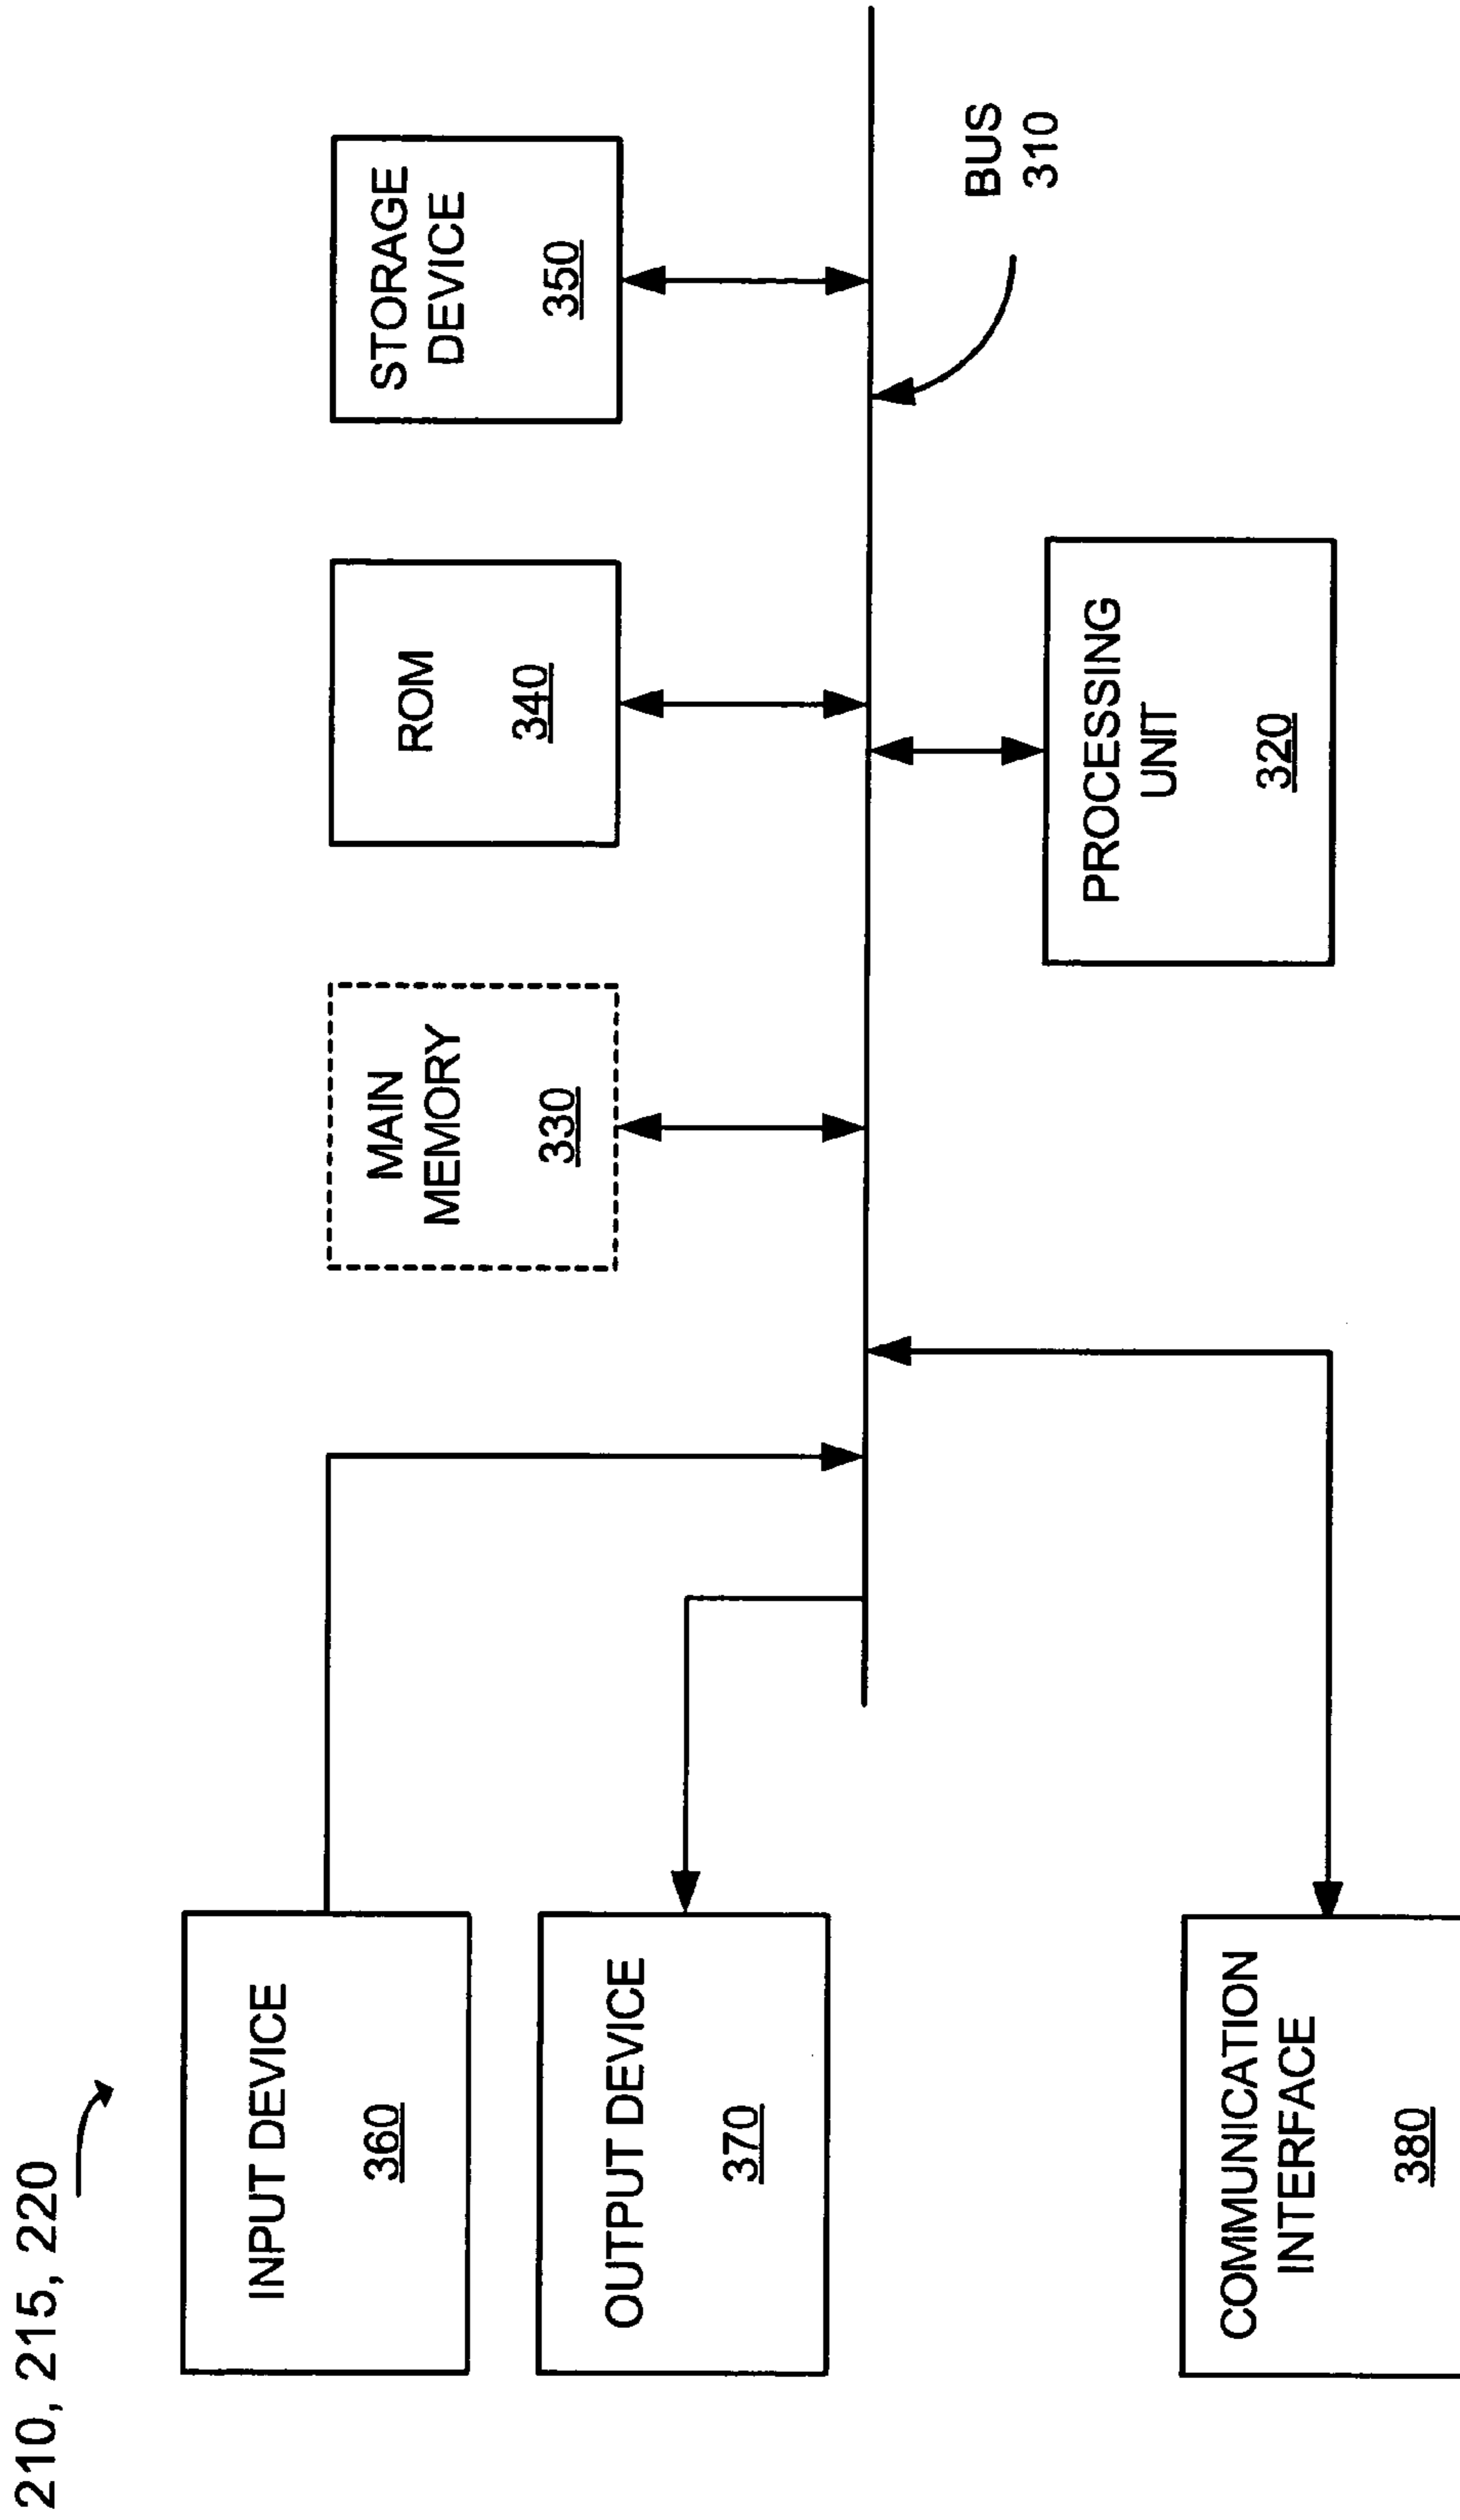 210, 215, 220
INPUT DEVICE
360
OUTPUT DEVICE
370
COMMUNICATION
INTERFACE
380
MAIN
MEMORY
330
ROM
340
STORAGE
DEVICE
350
PROCESSING
UNIT
320
BUS
310